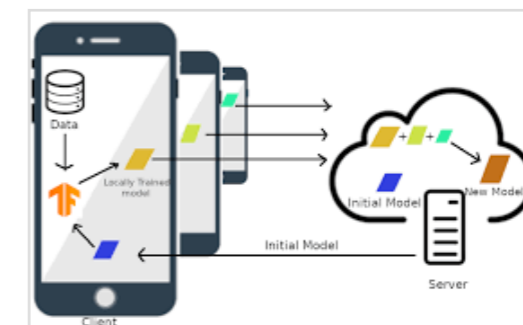 Data
Locally Trained
model
Client
+
+
Initial Model
New Model
Initial Model
Server